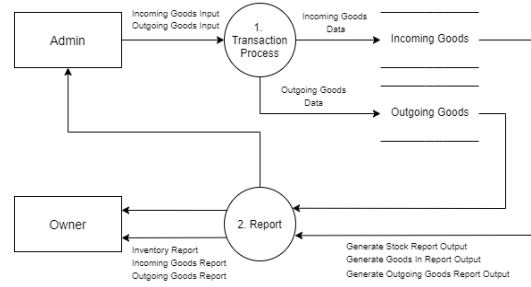 Incoming Goods Input
Outgoing Goods Input
Admin
1.
Transaction
Process
Incoming Goods
Data
Incoming Goods
Outgoing Goods
Data
Outgoing Goods
Owner
2. Report
Inventory Report
Incoming Goods Report
Outgoing Goods Report
Generate Stock Report Output
Generate Goods In Report Output
Generate Outgoing Goods Report Output